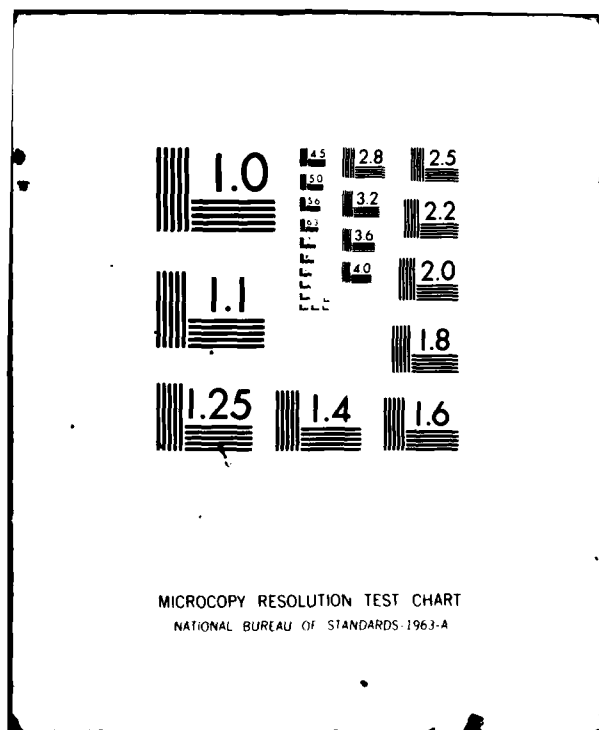 1.0
4.5 2.8 2.5
5.0
5.6 3.2 2.2
6.3
3.6
4.0 2.0
1.1
1.8
1.25 1.4 1.6
MICROCOPY RESOLUTION TEST CHART
NATIONAL BUREAU OF STANDARDS-1963-A